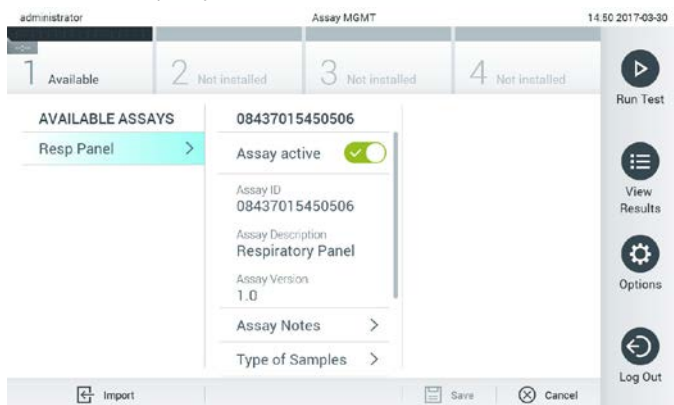 administrator Assay MGMT 14:50 2017-03-30
1 Available 2 Not installed 3 Not installed 4 Not installed
Run Test
AVAILABLE ASSAYS
Resp Panel
08437015450506
Assay active
Assay ID
08437015450506
Assay Description
Respiratory Panel
Assay Version
1.0
Assay Notes
Type of Samples
View
Results
Options
Log Out
Import
Save
Cancel